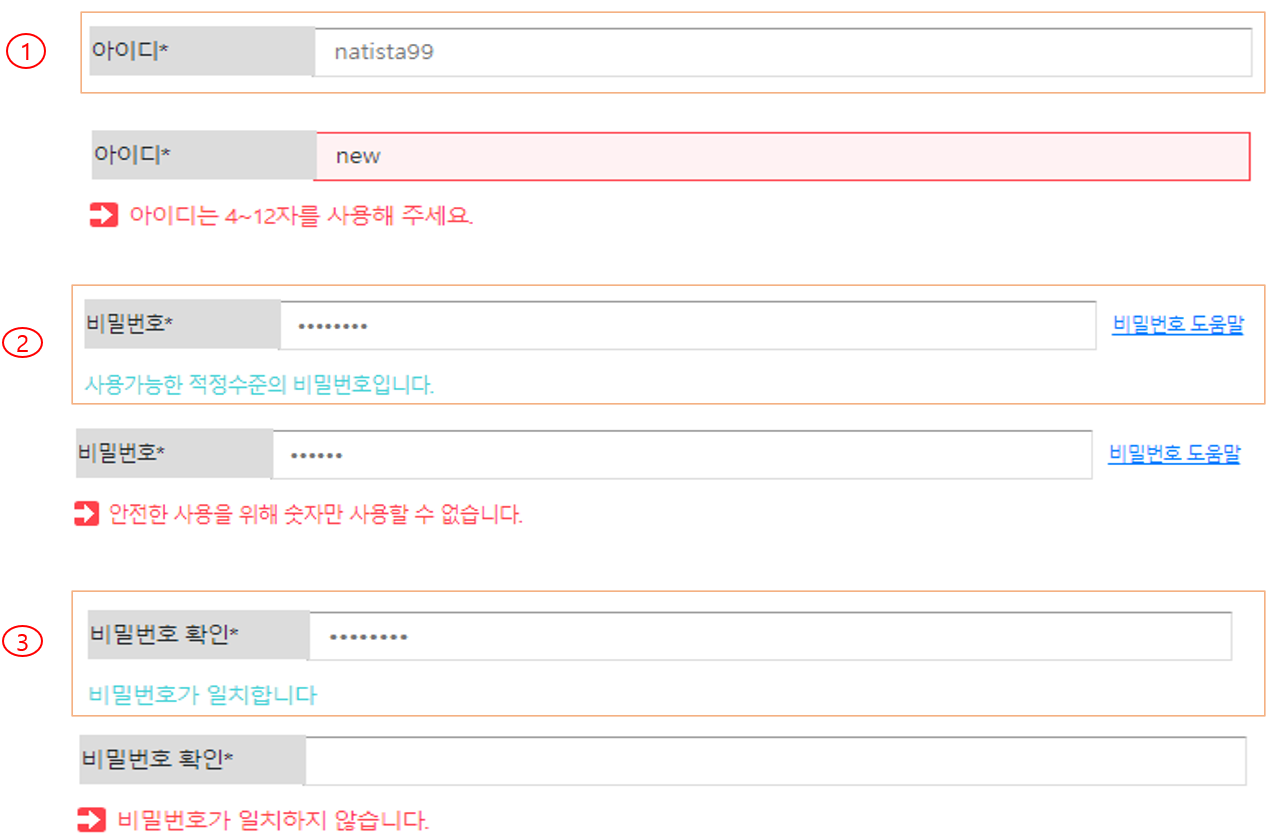 ① 아이디* natista99
아이디* new
아이디는 4~12자를 사용해 주세요.
② 비밀번호* •••••••• 비밀번호 도움말
사용가능한 적정수준의 비밀번호입니다.
비밀번호* •••••• 비밀번호 도움말
안전한 사용을 위해 숫자만 사용할 수 없습니다.
③ 비밀번호 확인* ••••••••
비밀번호가 일치합니다
비밀번호 확인*
비밀번호가 일치하지 않습니다.